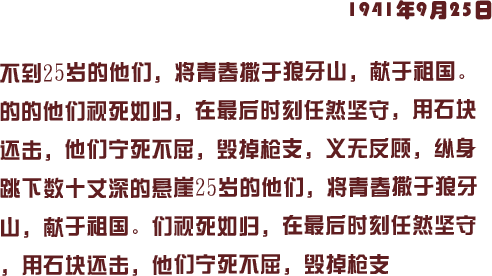 1941年9月25日
不到25岁的他们，将青春撒于狼牙山，献于祖国。
的的他们视死如归，在最后时刻任然坚守，用石块
还击，他们宁死不屈，毁掉枪支，义无反顾，纵身
跳下数十丈深的悬崖25岁的他们，将青春撒于狼牙
山，献于祖国。们视死如归，在最后时刻任然坚守
，用石块还击，他们宁死不屈，毁掉枪支